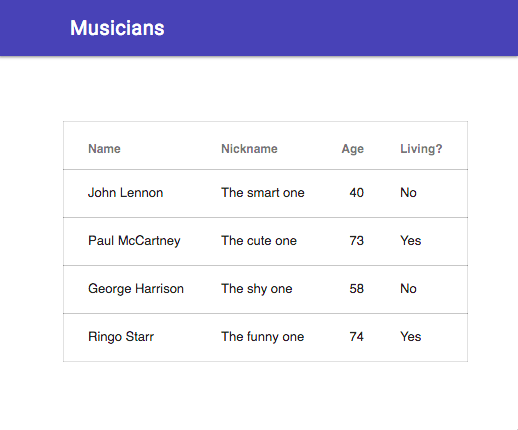 Musicians
Name Nickname Age Living?
John Lennon The smart one 40 No
Paul McCartney The cute one 73 Yes
George Harrison The shy one 58 No
Ringo Starr The funny one 74 Yes